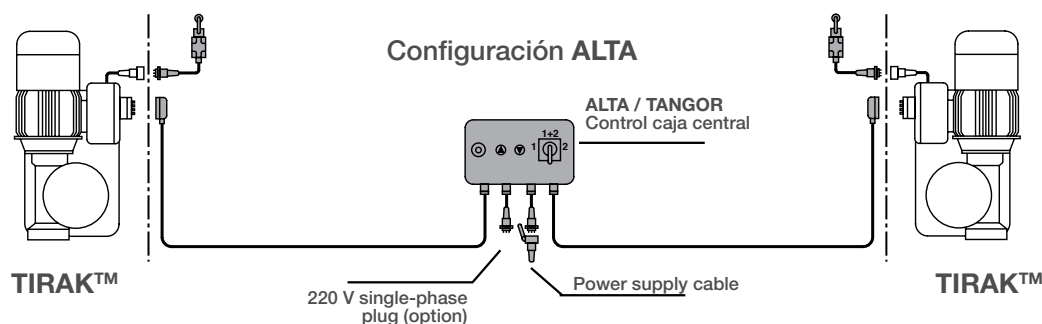 Configuración ALTA
ALTA / TANGOR
Control caja central
1+2
1
2
TIRAK™
220 V single-phase
plug (option)
Power supply cable
TIRAK™